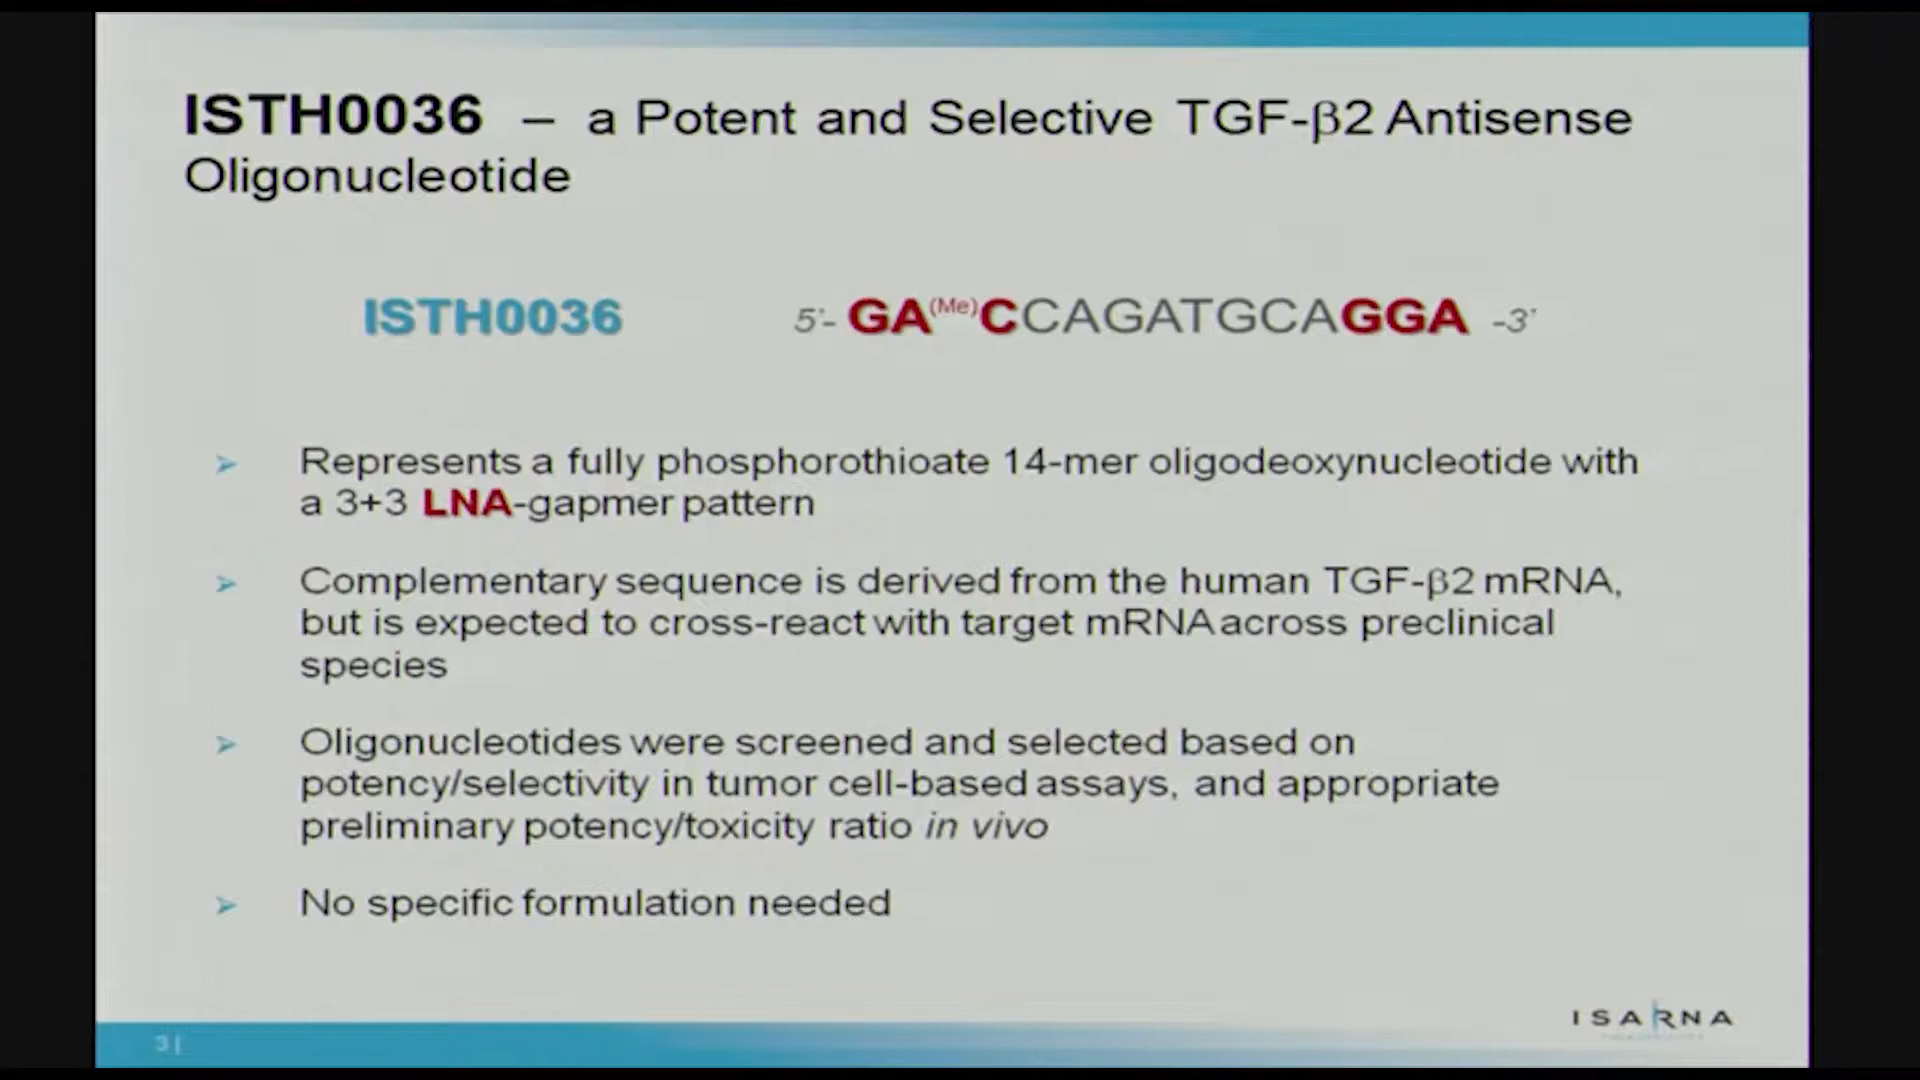 ISTH0036 – a Potent and Selective TGF-β2 Antisense
Oligonucleotide
ISTH0036 5'- GA(Me)CCAGATGCAGGA -3'
➢ Represents a fully phosphorothioate 14-mer oligodeoxynucleotide with
a 3+3 LNA-gapmer pattern
➢ Complementary sequence is derived from the human TGF-β2 mRNA,
but is expected to cross-react with target mRNA across preclinical
species
➢ Oligonucleotides were screened and selected based on
potency/selectivity in tumor cell-based assays, and appropriate
preliminary potency/toxicity ratio in vivo
➢ No specific formulation needed
ISARNA
3 |